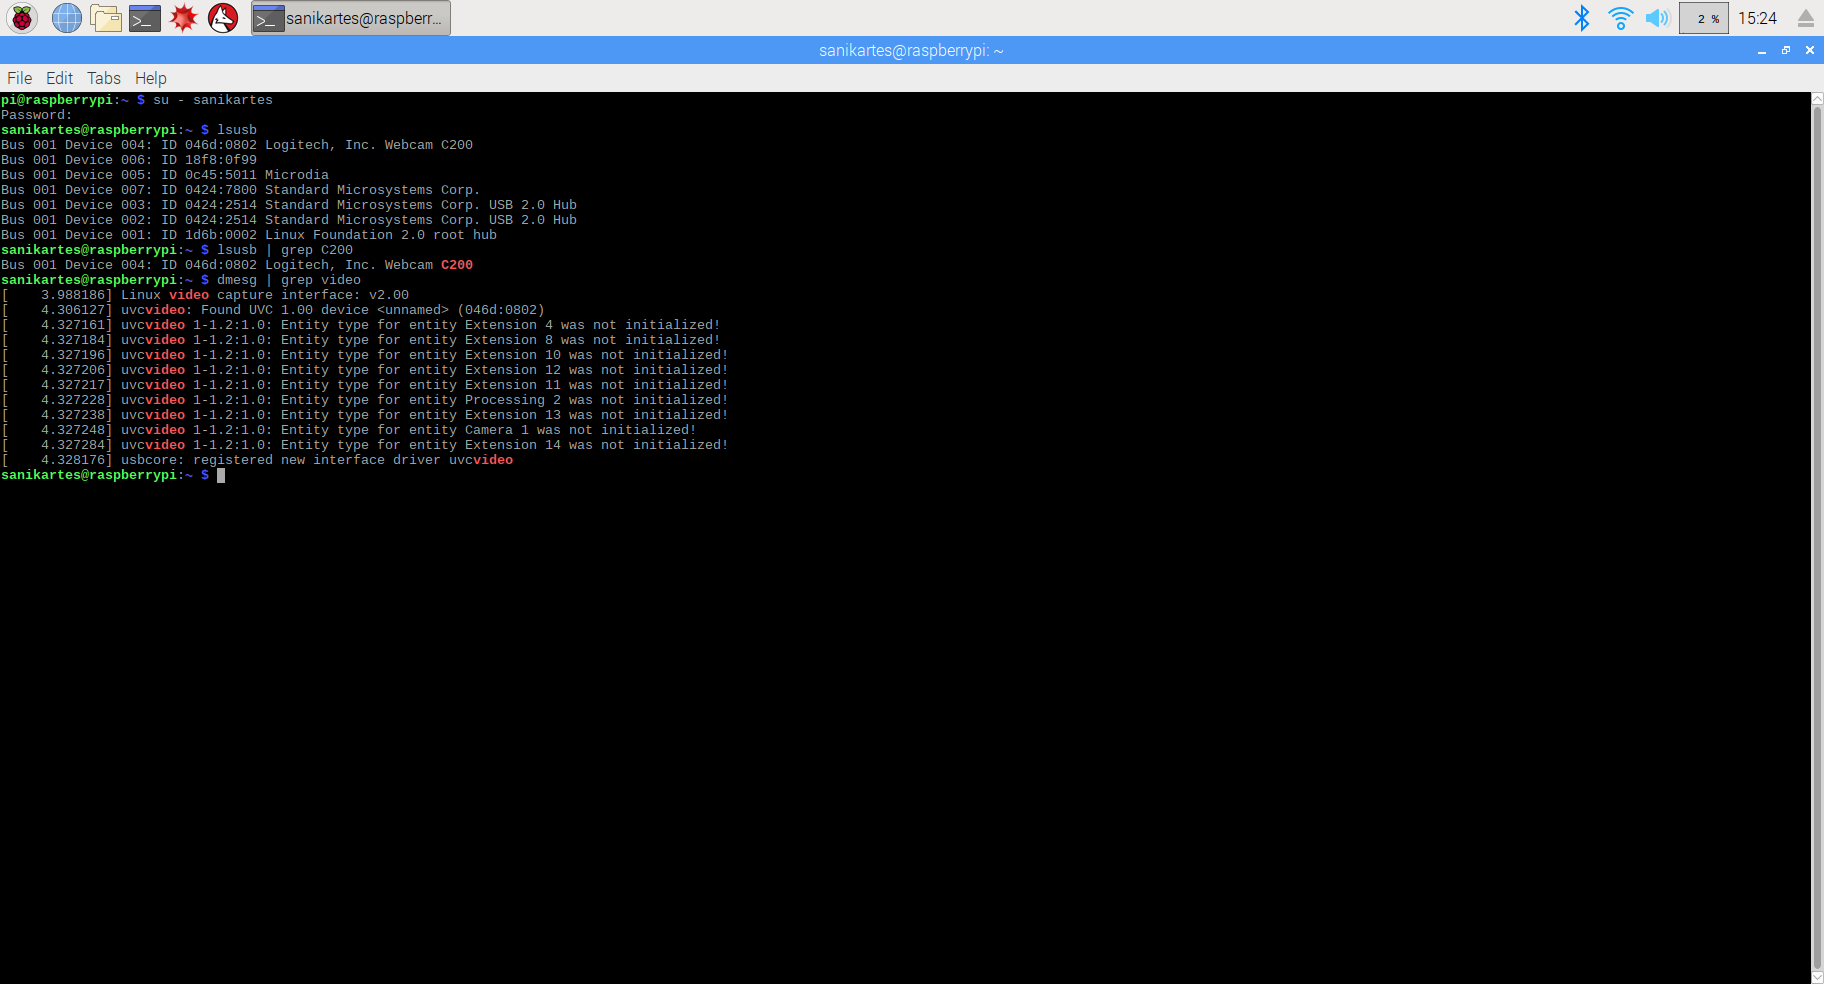 sanikartes@raspberr...
2 %
15:24
sanikartes@raspberrypi: ~
File Edit Tabs Help
pi@raspberrypi:~ $ su - sanikartes
Password:
sanikartes@raspberrypi:~ $ lsusb
Bus 001 Device 004: ID 046d:0802 Logitech, Inc. Webcam C200
Bus 001 Device 006: ID 18f8:0f99
Bus 001 Device 005: ID 0c45:5011 Microdia
Bus 001 Device 007: ID 0424:7800 Standard Microsystems Corp.
Bus 001 Device 003: ID 0424:2514 Standard Microsystems Corp. USB 2.0 Hub
Bus 001 Device 002: ID 0424:2514 Standard Microsystems Corp. USB 2.0 Hub
Bus 001 Device 001: ID 1d6b:0002 Linux Foundation 2.0 root hub
sanikartes@raspberrypi:~ $ lsusb | grep C200
Bus 001 Device 004: ID 046d:0802 Logitech, Inc. Webcam C200
sanikartes@raspberrypi:~ $ dmesg | grep video
[    3.988186] Linux video capture interface: v2.00
[    4.306127] uvcvideo: Found UVC 1.00 device <unnamed> (046d:0802)
[    4.327161] uvcvideo 1-1.2:1.0: Entity type for entity Extension 4 was not initialized!
[    4.327184] uvcvideo 1-1.2:1.0: Entity type for entity Extension 8 was not initialized!
[    4.327196] uvcvideo 1-1.2:1.0: Entity type for entity Extension 10 was not initialized!
[    4.327206] uvcvideo 1-1.2:1.0: Entity type for entity Extension 12 was not initialized!
[    4.327217] uvcvideo 1-1.2:1.0: Entity type for entity Extension 11 was not initialized!
[    4.327228] uvcvideo 1-1.2:1.0: Entity type for entity Processing 2 was not initialized!
[    4.327238] uvcvideo 1-1.2:1.0: Entity type for entity Extension 13 was not initialized!
[    4.327248] uvcvideo 1-1.2:1.0: Entity type for entity Camera 1 was not initialized!
[    4.327284] uvcvideo 1-1.2:1.0: Entity type for entity Extension 14 was not initialized!
[    4.328176] usbcore: registered new interface driver uvcvideo
sanikartes@raspberrypi:~ $